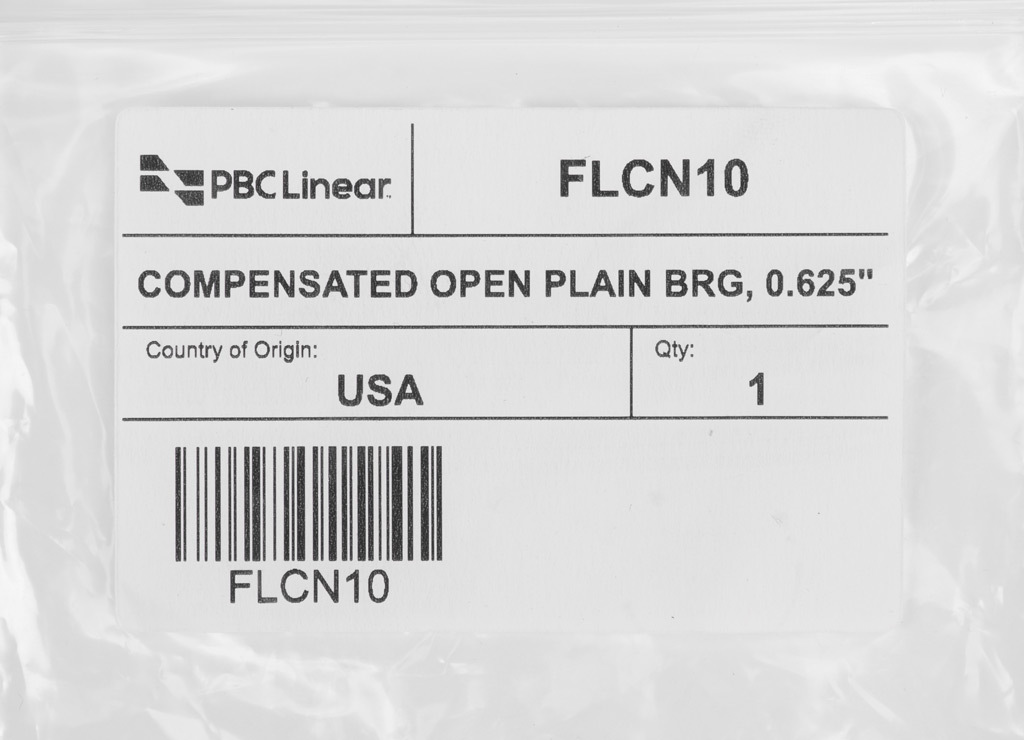 PBC Linear
FLCN10
COMPENSATED OPEN PLAIN BRG, 0.625"
Country of Origin:
USA
Qty:
1
FLCN10